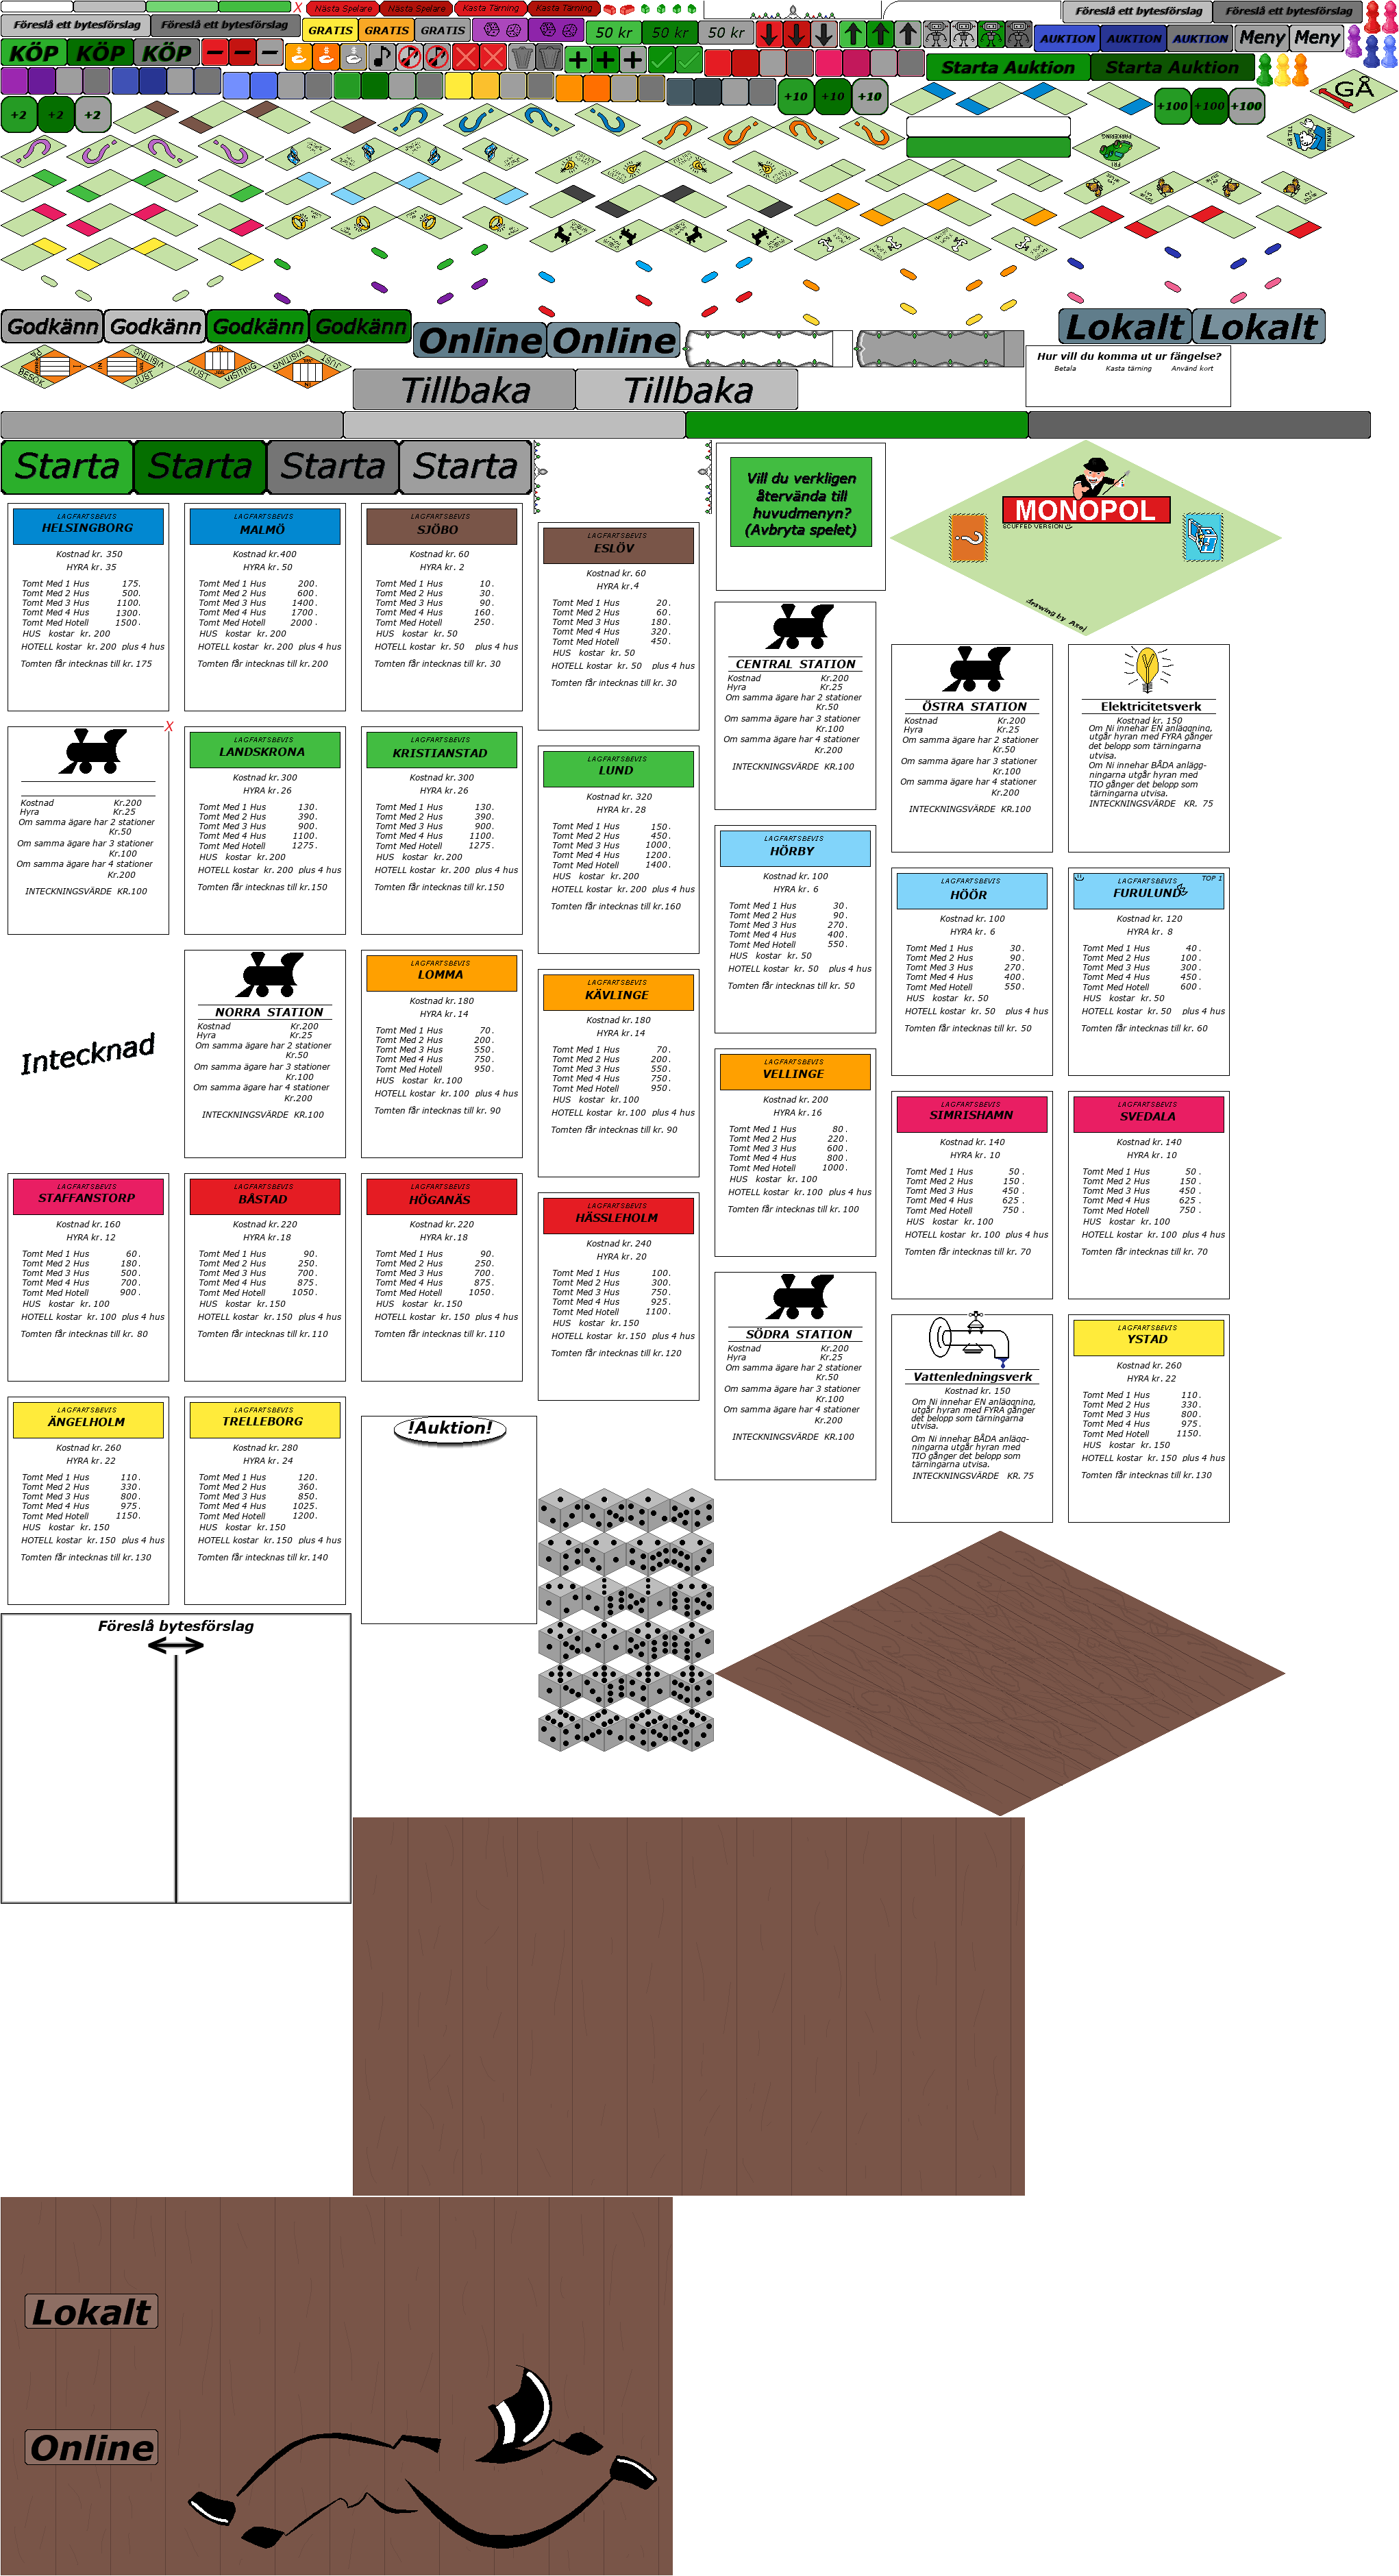 X
Nästa Spelare
Nästa Spelare
Kasta Tärning
Kasta Tärning
Föreslå ett bytesförslag
Föreslå ett bytesförslag
Föreslå ett bytesförslag
Föreslå ett bytesförslag
GRATIS
GRATIS
GRATIS
50 kr
50 kr
50 kr
AUKTION
AUKTION
AUKTION
Meny
Meny
KÖP
KÖP
KÖP
Starta Auktion
Starta Auktion
GÅ
+2
+2
+2
+10
+10
+10
+100
+100
+100
Godkänn
Godkänn
Godkänn
Godkänn
Online
Online
Lokalt
Lokalt
Hur vill du komma ut ur fängelse?
Betala Kasta tärning Använd kort
Tillbaka
Tillbaka
Starta
Starta
Starta
Starta
Vill du verkligen
återvända till
huvudmenyn?
(Avbryta spelet)
MONOPOL
SCUFFED VERSION
drawing by Axel
LAGFARTSBEVIS
HELSINGBORG
Kostnad kr. 350
HYRA kr. 35
Tomt Med 1 Hus 175.
Tomt Med 2 Hus 500.
Tomt Med 3 Hus 1100.
Tomt Med 4 Hus 1300.
Tomt Med Hotell 1500.
HUS kostar kr. 200
HOTELL kostar kr. 200 plus 4 hus
Tomten får intecknas till kr. 175
LAGFARTSBEVIS
MALMÖ
Kostnad kr.400
HYRA kr. 50
Tomt Med 1 Hus 200.
Tomt Med 2 Hus 600.
Tomt Med 3 Hus 1400.
Tomt Med 4 Hus 1700.
Tomt Med Hotell 2000.
HUS kostar kr. 200
HOTELL kostar kr. 200 plus 4 hus
Tomten får intecknas till kr.200
LAGFARTSBEVIS
SJÖBO
Kostnad kr. 60
HYRA kr. 2
Tomt Med 1 Hus 10.
Tomt Med 2 Hus 30.
Tomt Med 3 Hus 90.
Tomt Med 4 Hus 160.
Tomt Med Hotell 250.
HUS kostar kr. 50
HOTELL kostar kr. 50 plus 4 hus
Tomten får intecknas till kr. 30
LAGFARTSBEVIS
ESLÖV
Kostnad kr. 60
HYRA kr.4
Tomt Med 1 Hus 20.
Tomt Med 2 Hus 60.
Tomt Med 3 Hus 180.
Tomt Med 4 Hus 320.
Tomt Med Hotell 450.
HUS kostar kr. 50
HOTELL kostar kr. 50 plus 4 hus
Tomten får intecknas till kr. 30
CENTRAL STATION
Kostnad Kr.200
Hyra Kr.25
Om samma ägare har 2 stationer
Kr.50
Om samma ägare har 3 stationer
Kr.100
Om samma ägare har 4 stationer
Kr.200
INTECKNINGSVÄRDE KR.100
ÖSTRA STATION
Kostnad Kr.200
Hyra Kr.25
Om samma ägare har 2 stationer
Kr.50
Om samma ägare har 3 stationer
Kr.100
Om samma ägare har 4 stationer
Kr.200
INTECKNINGSVÄRDE KR.100
Elektricitetsverk
Kostnad kr. 150
Om Ni innehar EN anläggning,
utgår hyran med FYRA gånger
det belopp som tärningarna
utvisa.
Om Ni innehar BÅDA anlägg-
ningarna utgår hyran med
TIO gånger det belopp som
tärningarna utvisa.
INTECKNINGSVÄRDE KR. 75
X
Kostnad Kr.200
Hyra Kr.25
Om samma ägare har 2 stationer
Kr.50
Om samma ägare har 3 stationer
Kr.100
Om samma ägare har 4 stationer
Kr.200
INTECKNINGSVÄRDE KR.100
LAGFARTSBEVIS
LANDSKRONA
Kostnad kr.300
HYRA kr.26
Tomt Med 1 Hus 130.
Tomt Med 2 Hus 390.
Tomt Med 3 Hus 900.
Tomt Med 4 Hus 1100.
Tomt Med Hotell 1275.
HUS kostar kr.200
HOTELL kostar kr.200 plus 4 hus
Tomten får intecknas till kr.150
LAGFARTSBEVIS
KRISTIANSTAD
Kostnad kr.300
HYRA kr.26
Tomt Med 1 Hus 130.
Tomt Med 2 Hus 390.
Tomt Med 3 Hus 900.
Tomt Med 4 Hus 1100.
Tomt Med Hotell 1275.
HUS kostar kr.200
HOTELL kostar kr.200 plus 4 hus
Tomten får intecknas till kr.150
LAGFARTSBEVIS
LUND
Kostnad kr. 320
HYRA kr. 28
Tomt Med 1 Hus 150.
Tomt Med 2 Hus 450.
Tomt Med 3 Hus 1000.
Tomt Med 4 Hus 1200.
Tomt Med Hotell 1400.
HUS kostar kr.200
HOTELL kostar kr.200 plus 4 hus
Tomten får intecknas till kr.160
LAGFARTSBEVIS
HÖRBY
Kostnad kr.100
HYRA kr. 6
Tomt Med 1 Hus 30.
Tomt Med 2 Hus 90.
Tomt Med 3 Hus 270.
Tomt Med 4 Hus 400.
Tomt Med Hotell 550.
HUS kostar kr. 50
HOTELL kostar kr. 50 plus 4 hus
Tomten får intecknas till kr. 50
LAGFARTSBEVIS
HÖÖR
Kostnad kr.100
HYRA kr. 6
Tomt Med 1 Hus 30.
Tomt Med 2 Hus 90.
Tomt Med 3 Hus 270.
Tomt Med 4 Hus 400.
Tomt Med Hotell 550.
HUS kostar kr. 50
HOTELL kostar kr. 50 plus 4 hus
Tomten får intecknas till kr. 50
LAGFARTSBEVIS TOP 1
FURULUND
Kostnad kr. 120
HYRA kr. 8
Tomt Med 1 Hus 40.
Tomt Med 2 Hus 100.
Tomt Med 3 Hus 300.
Tomt Med 4 Hus 450.
Tomt Med Hotell 600.
HUS kostar kr. 50
HOTELL kostar kr. 50 plus 4 hus
Tomten får intecknas till kr. 60
Intecknad
NORRA STATION
Kostnad Kr.200
Hyra Kr.25
Om samma ägare har 2 stationer
Kr.50
Om samma ägare har 3 stationer
Kr.100
Om samma ägare har 4 stationer
Kr.200
INTECKNINGSVÄRDE KR.100
LAGFARTSBEVIS
LOMMA
Kostnad kr.180
HYRA kr.14
Tomt Med 1 Hus 70.
Tomt Med 2 Hus 200.
Tomt Med 3 Hus 550.
Tomt Med 4 Hus 750.
Tomt Med Hotell 950.
HUS kostar kr.100
HOTELL kostar kr.100 plus 4 hus
Tomten får intecknas till kr. 90
LAGFARTSBEVIS
KÄVLINGE
Kostnad kr.180
HYRA kr.14
Tomt Med 1 Hus 70.
Tomt Med 2 Hus 200.
Tomt Med 3 Hus 550.
Tomt Med 4 Hus 750.
Tomt Med Hotell 950.
HUS kostar kr.100
HOTELL kostar kr.100 plus 4 hus
Tomten får intecknas till kr. 90
LAGFARTSBEVIS
VELLINGE
Kostnad kr.200
HYRA kr.16
Tomt Med 1 Hus 80.
Tomt Med 2 Hus 220.
Tomt Med 3 Hus 600.
Tomt Med 4 Hus 800.
Tomt Med Hotell 1000.
HUS kostar kr.100
HOTELL kostar kr.100 plus 4 hus
Tomten får intecknas till kr.100
LAGFARTSBEVIS
SIMRISHAMN
Kostnad kr.140
HYRA kr.10
Tomt Med 1 Hus 50.
Tomt Med 2 Hus 150.
Tomt Med 3 Hus 450.
Tomt Med 4 Hus 625.
Tomt Med Hotell 750.
HUS kostar kr.100
HOTELL kostar kr.100 plus 4 hus
Tomten får intecknas till kr. 70
LAGFARTSBEVIS
SVEDALA
Kostnad kr.140
HYRA kr.10
Tomt Med 1 Hus 50.
Tomt Med 2 Hus 150.
Tomt Med 3 Hus 450.
Tomt Med 4 Hus 625.
Tomt Med Hotell 750.
HUS kostar kr.100
HOTELL kostar kr.100 plus 4 hus
Tomten får intecknas till kr. 70
LAGFARTSBEVIS
STAFFANSTORP
Kostnad kr.160
HYRA kr.12
Tomt Med 1 Hus 60.
Tomt Med 2 Hus 180.
Tomt Med 3 Hus 500.
Tomt Med 4 Hus 700.
Tomt Med Hotell 900.
HUS kostar kr.100
HOTELL kostar kr.100 plus 4 hus
Tomten får intecknas till kr. 80
LAGFARTSBEVIS
BÅSTAD
Kostnad kr.220
HYRA kr.18
Tomt Med 1 Hus 90.
Tomt Med 2 Hus 250.
Tomt Med 3 Hus 700.
Tomt Med 4 Hus 875.
Tomt Med Hotell 1050.
HUS kostar kr.150
HOTELL kostar kr.150 plus 4 hus
Tomten får intecknas till kr.110
LAGFARTSBEVIS
HÖGANÄS
Kostnad kr.220
HYRA kr.18
Tomt Med 1 Hus 90.
Tomt Med 2 Hus 250.
Tomt Med 3 Hus 700.
Tomt Med 4 Hus 875.
Tomt Med Hotell 1050.
HUS kostar kr.150
HOTELL kostar kr.150 plus 4 hus
Tomten får intecknas till kr.110
LAGFARTSBEVIS
HÄSSLEHOLM
Kostnad kr.240
HYRA kr. 20
Tomt Med 1 Hus 100.
Tomt Med 2 Hus 300.
Tomt Med 3 Hus 750.
Tomt Med 4 Hus 925.
Tomt Med Hotell 1100.
HUS kostar kr.150
HOTELL kostar kr.150 plus 4 hus
Tomten får intecknas till kr.120
SÖDRA STATION
Kostnad Kr.200
Hyra Kr.25
Om samma ägare har 2 stationer
Kr.50
Om samma ägare har 3 stationer
Kr.100
Om samma ägare har 4 stationer
Kr.200
INTECKNINGSVÄRDE KR.100
Vattenledningsverk
Kostnad kr. 150
Om Ni innehar EN anläggning,
utgår hyran med FYRA gånger
det belopp som tärningarna
utvisa.
Om Ni innehar BÅDA anlägg-
ningarna utgår hyran med
TIO gånger det belopp som
tärningarna utvisa.
INTECKNINGSVÄRDE KR. 75
LAGFARTSBEVIS
YSTAD
Kostnad kr.260
HYRA kr. 22
Tomt Med 1 Hus 110.
Tomt Med 2 Hus 330.
Tomt Med 3 Hus 800.
Tomt Med 4 Hus 975.
Tomt Med Hotell 1150.
HUS kostar kr.150
HOTELL kostar kr.150 plus 4 hus
Tomten får intecknas till kr.130
LAGFARTSBEVIS
ÄNGELHOLM
Kostnad kr.260
HYRA kr. 22
Tomt Med 1 Hus 110.
Tomt Med 2 Hus 330.
Tomt Med 3 Hus 800.
Tomt Med 4 Hus 975.
Tomt Med Hotell 1150.
HUS kostar kr.150
HOTELL kostar kr.150 plus 4 hus
Tomten får intecknas till kr.130
LAGFARTSBEVIS
TRELLEBORG
Kostnad kr.280
HYRA kr. 24
Tomt Med 1 Hus 120.
Tomt Med 2 Hus 360.
Tomt Med 3 Hus 850.
Tomt Med 4 Hus 1025.
Tomt Med Hotell 1200.
HUS kostar kr.150
HOTELL kostar kr.150 plus 4 hus
Tomten får intecknas till kr.140
!Auktion!
Föreslå bytesförslag
Lokalt
Online